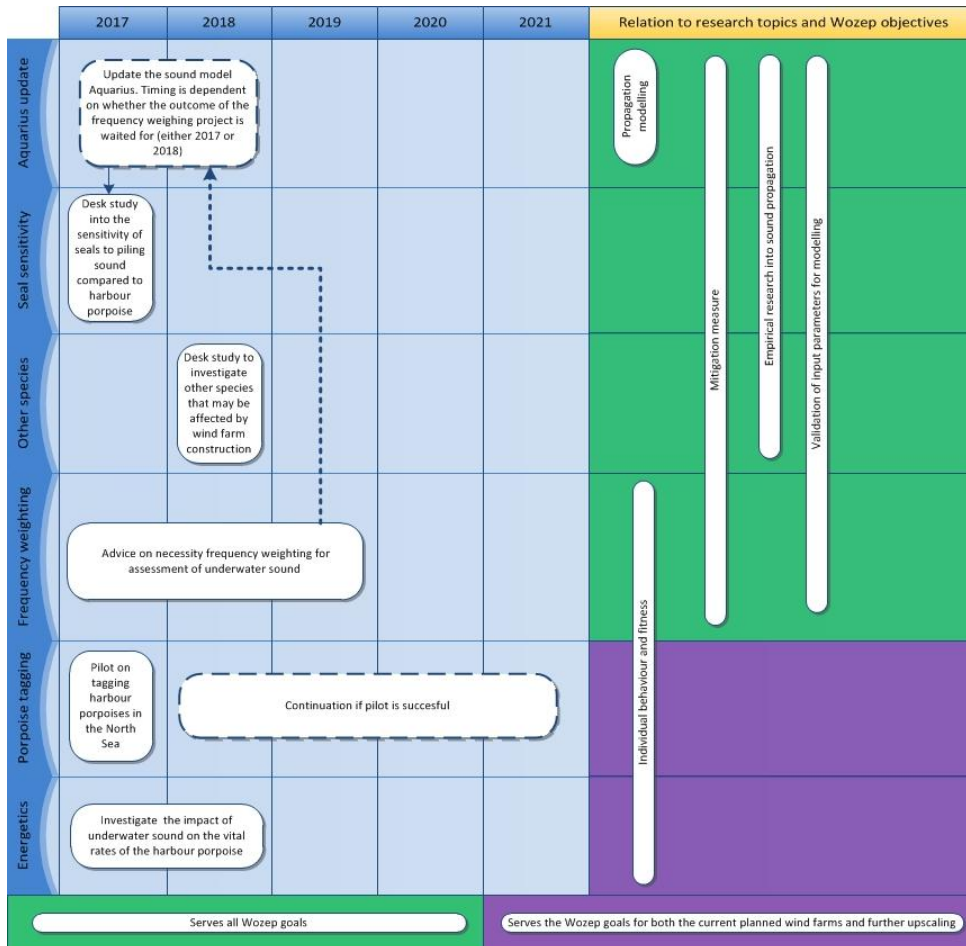 2017
2018
2019
2020
2021
Relation to research topics and Wozep objectives
Aquarius update
Update the sound model
Aquarius. Timing is dependent
on whether the outcome of the
frequency weighing project is
waited for (either 2017 or
2018)
Propagation
modelling
Mitigation measure
Empirical research into sound propagation
Validation of input parameters for modelling
Seal sensitivity
Desk study
into the
sensitivity of
seals to piling
sound
compared to
harbour
porpoise
Other species
Desk study to
investigate
other species
that may be
affected by
wind farm
construction
Frequency weighting
Advice on necessity frequency weighting for
assessment of underwater sound
Individual behaviour and fitness
Porpoise tagging
Pilot on
tagging
harbour
porpoises in
the North
Sea
Continuation if pilot is succesful
Energetics
Investigate the impact of
underwater sound on the vital
rates of the harbour porpoise
Serves all Wozep goals
Serves the Wozep goals for both the current planned wind farms and further upscaling